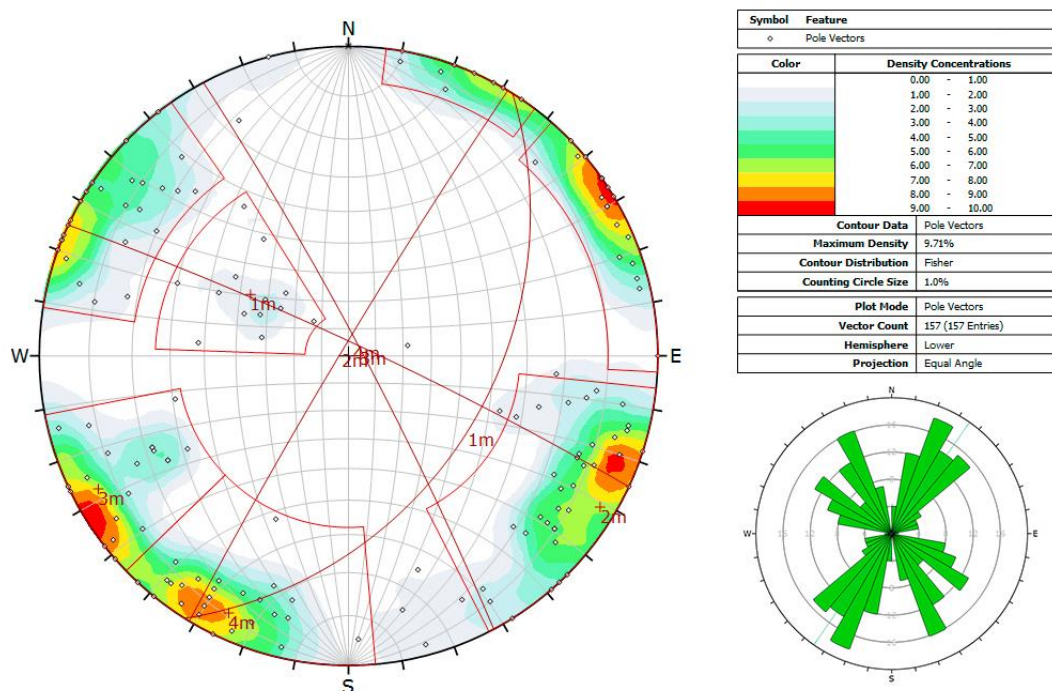 N
W
E
S
1m
4m
3m
2m
1m
3m
2m
4m
Symbol Feature
Pole Vectors
Color Density Concentrations
0.00 - 1.00
1.00 - 2.00
2.00 - 3.00
3.00 - 4.00
4.00 - 5.00
5.00 - 6.00
6.00 - 7.00
7.00 - 8.00
8.00 - 9.00
9.00 - 10.00
Contour Data Pole Vectors
Maximum Density 9.71%
Contour Distribution Fisher
Counting Circle Size 1.0%
Plot Mode Pole Vectors
Vector Count 157 (157 Entries)
Hemisphere Lower
Projection Equal Angle
N
W
E
S